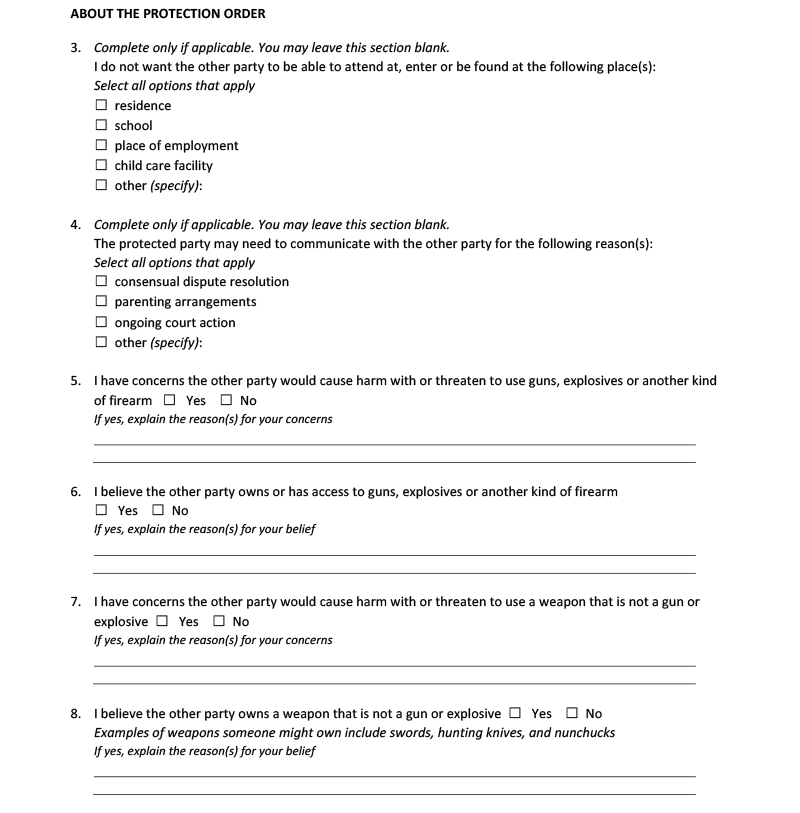 ABOUT THE PROTECTION ORDER
3. Complete only if applicable. You may leave this section blank.
I do not want the other party to be able to attend at, enter or be found at the following place(s):
Select all options that apply
☐ residence
☐ school
☐ place of employment
☐ child care facility
☐ other (specify):
4. Complete only if applicable. You may leave this section blank.
The protected party may need to communicate with the other party for the following reason(s):
Select all options that apply
☐ consensual dispute resolution
☐ parenting arrangements
☐ ongoing court action
☐ other (specify):
5. I have concerns the other party would cause harm with or threaten to use guns, explosives or another kind
of firearm ☐ Yes ☐ No
If yes, explain the reason(s) for your concerns
6. I believe the other party owns or has access to guns, explosives or another kind of firearm
☐ Yes ☐ No
If yes, explain the reason(s) for your belief
7. I have concerns the other party would cause harm with or threaten to use a weapon that is not a gun or
explosive ☐ Yes ☐ No
If yes, explain the reason(s) for your concerns
8. I believe the other party owns a weapon that is not a gun or explosive ☐ Yes ☐ No
Examples of weapons someone might own include swords, hunting knives, and nunchucks
If yes, explain the reason(s) for your belief